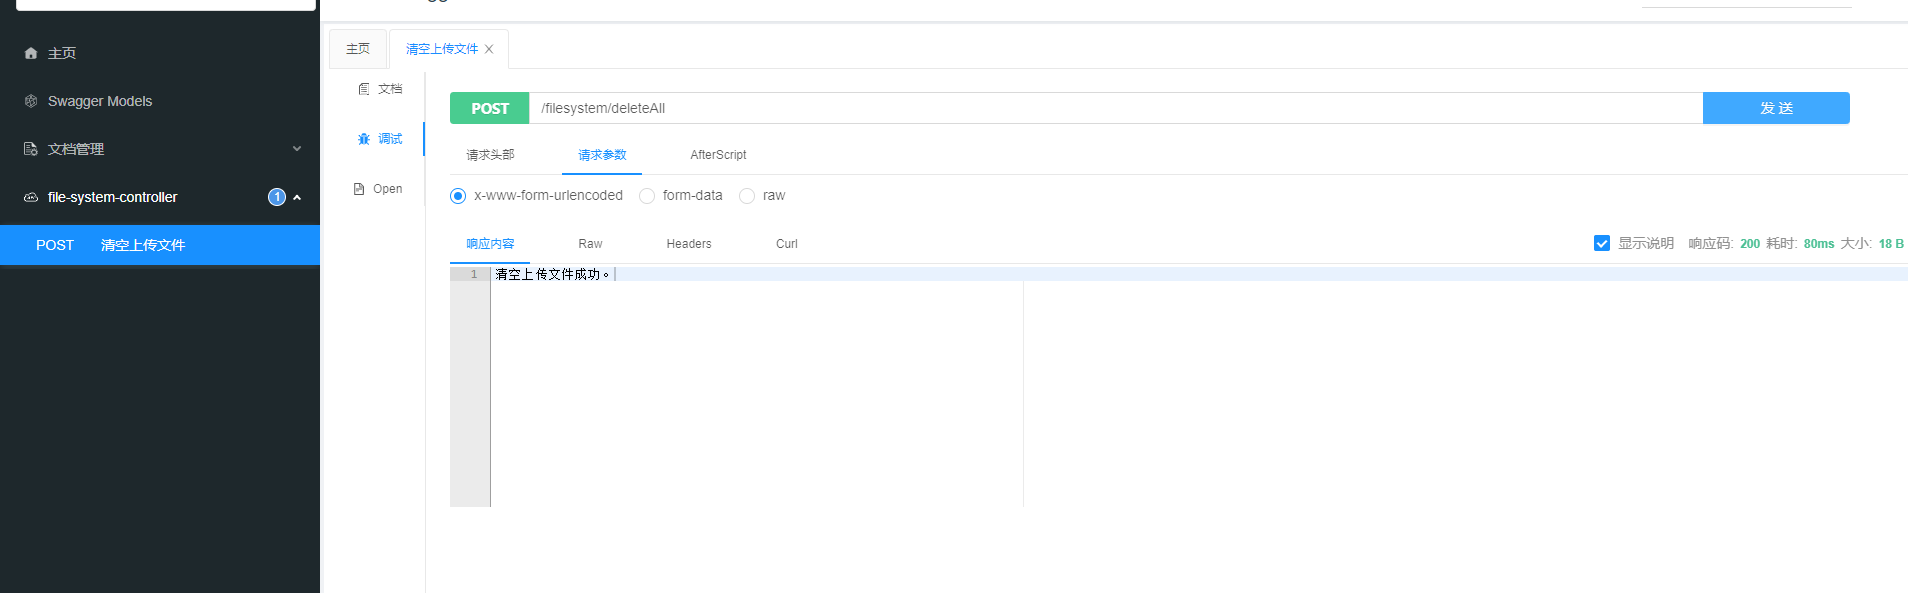 主页
Swagger Models
文档管理
file-system-controller 1
POST 清空上传文件
主页 清空上传文件
文档
调试
Open
POST /filesystem/deleteAll 发 送
请求头部 请求参数 AfterScript
x-www-form-urlencoded form-data raw
响应内容 Raw Headers Curl 显示说明 响应码: 200 耗时: 80ms 大小: 18 B
1 清空上传文件成功。